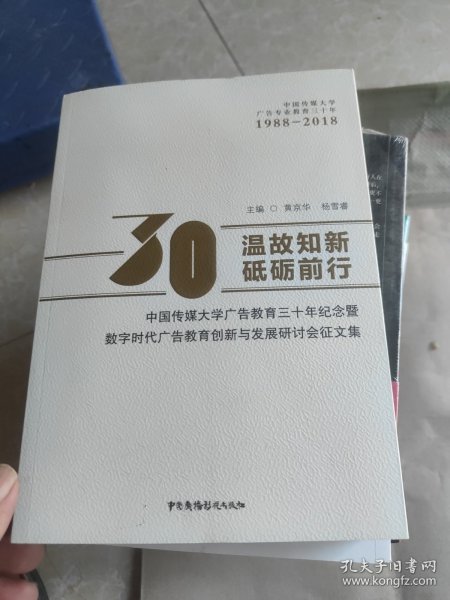 中国传媒大学
广告专业教育三十年
1988-2018
主编 ○ 黄京华 杨雪睿
30
温故知新
砥砺前行
中国传媒大学广告教育三十年纪念暨
数字时代广告教育创新与发展研讨会征文集
中国广播影视出版社
孔夫子旧书网
www.kongfz.com